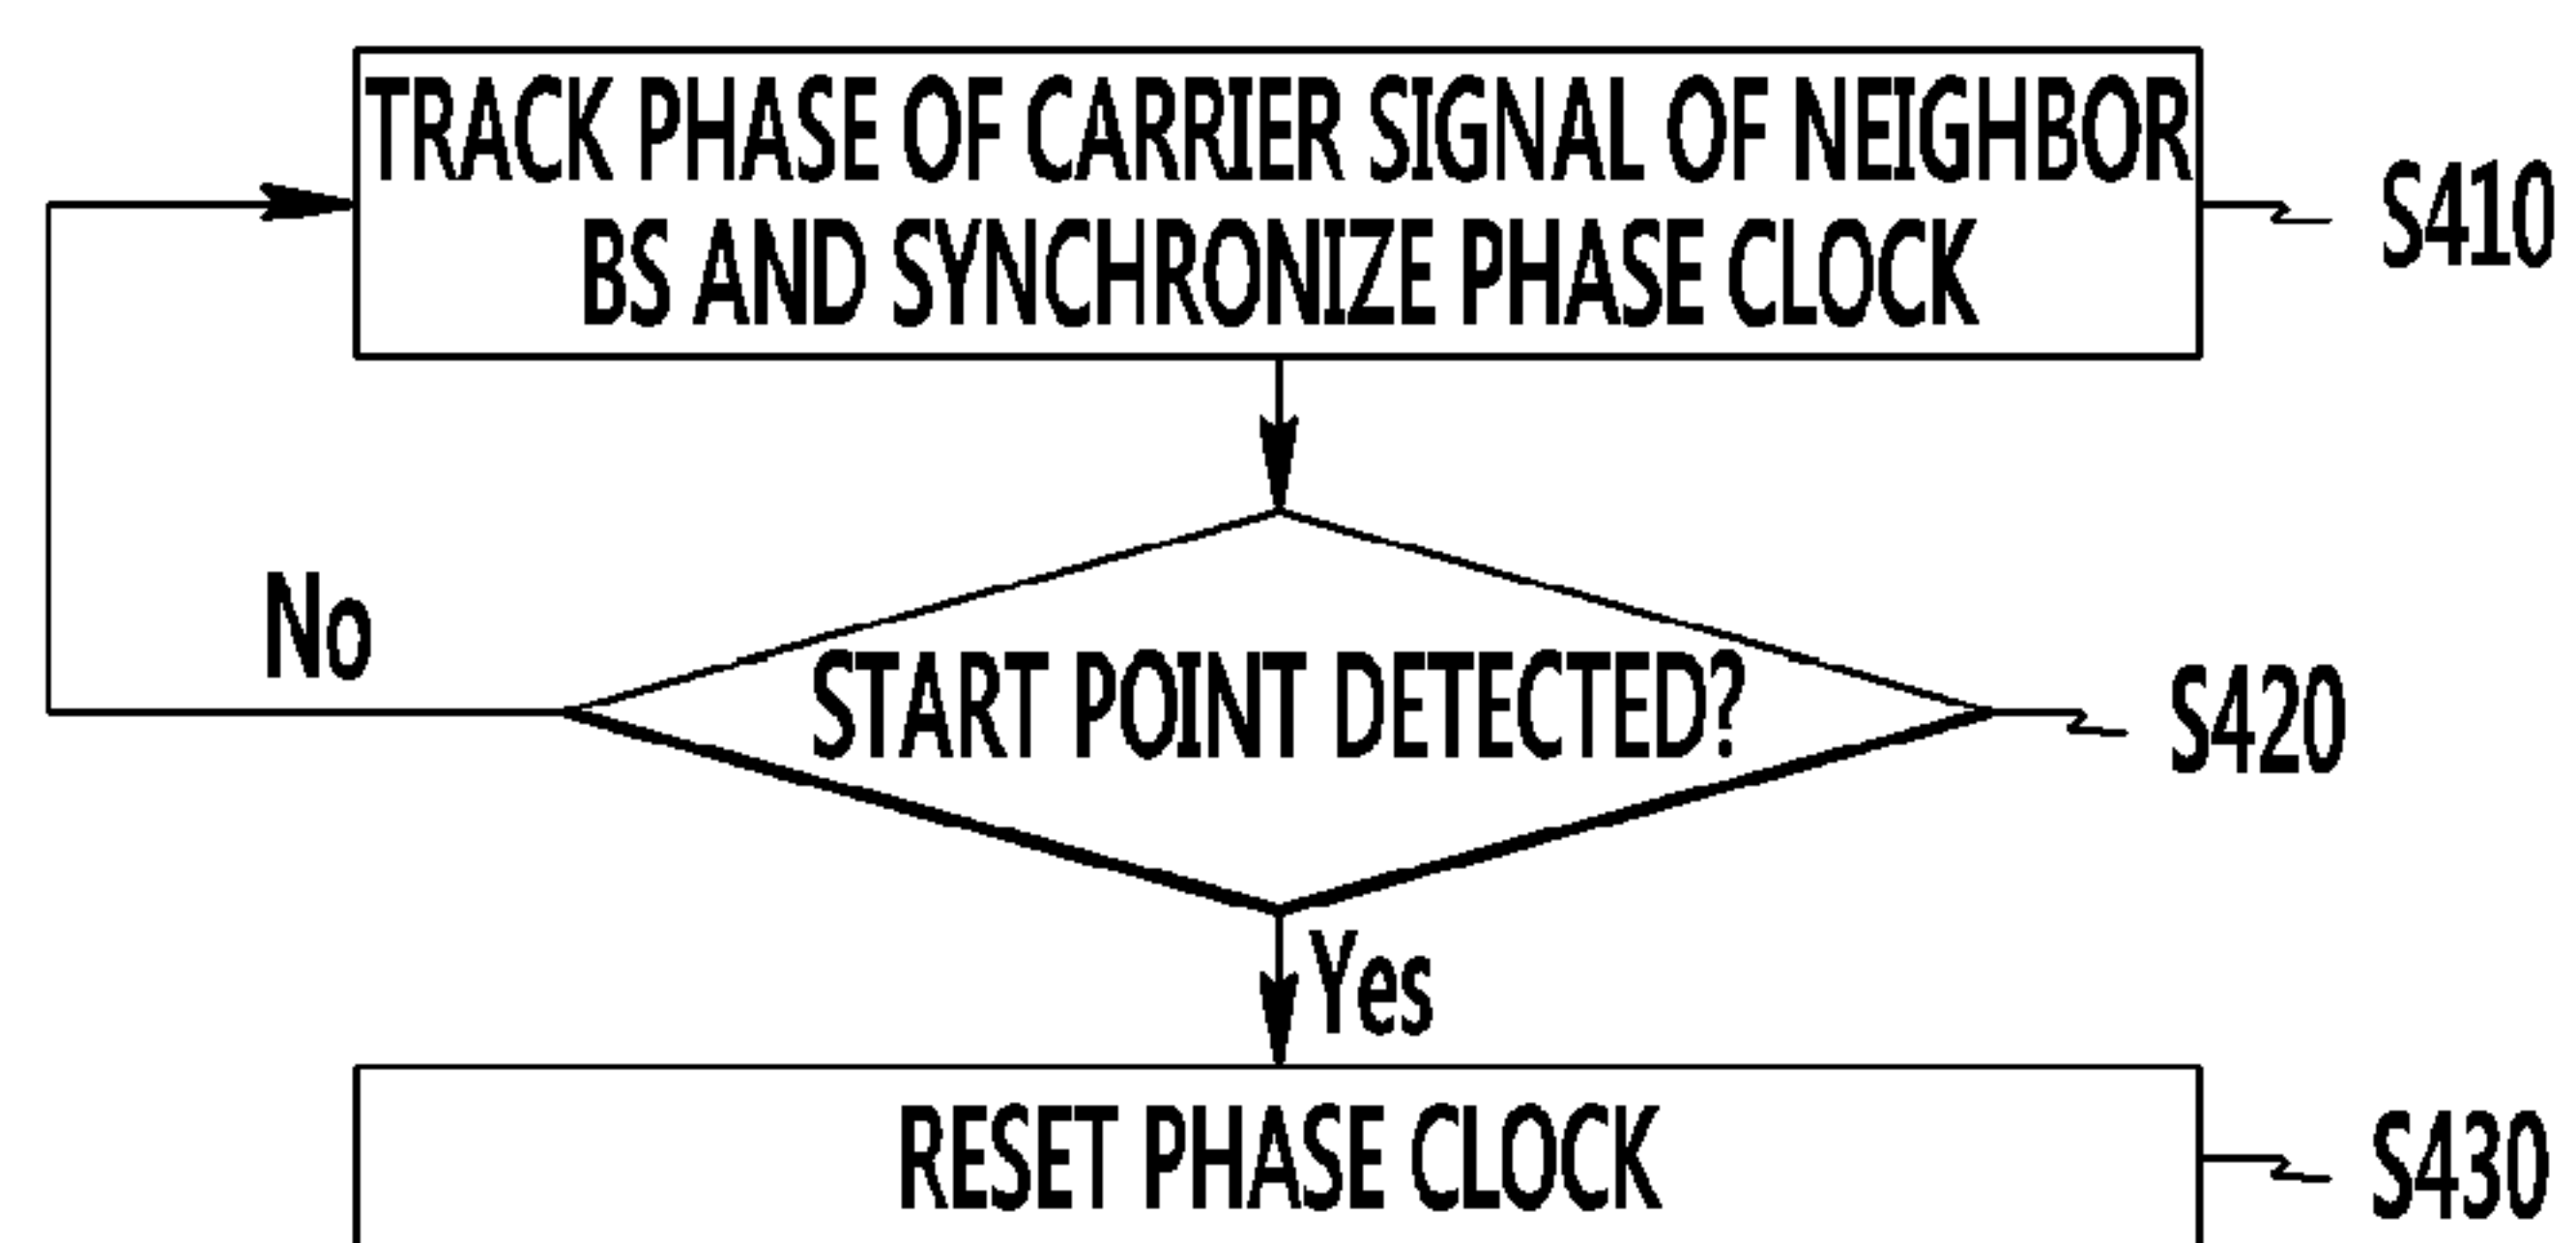 TRACK PHASE OF CARRIER SIGNAL OF NEIGHBOR
BS AND SYNCHRONIZE PHASE CLOCK
S410
No
START POINT DETECTED?
S420
Yes
RESET PHASE CLOCK
S430